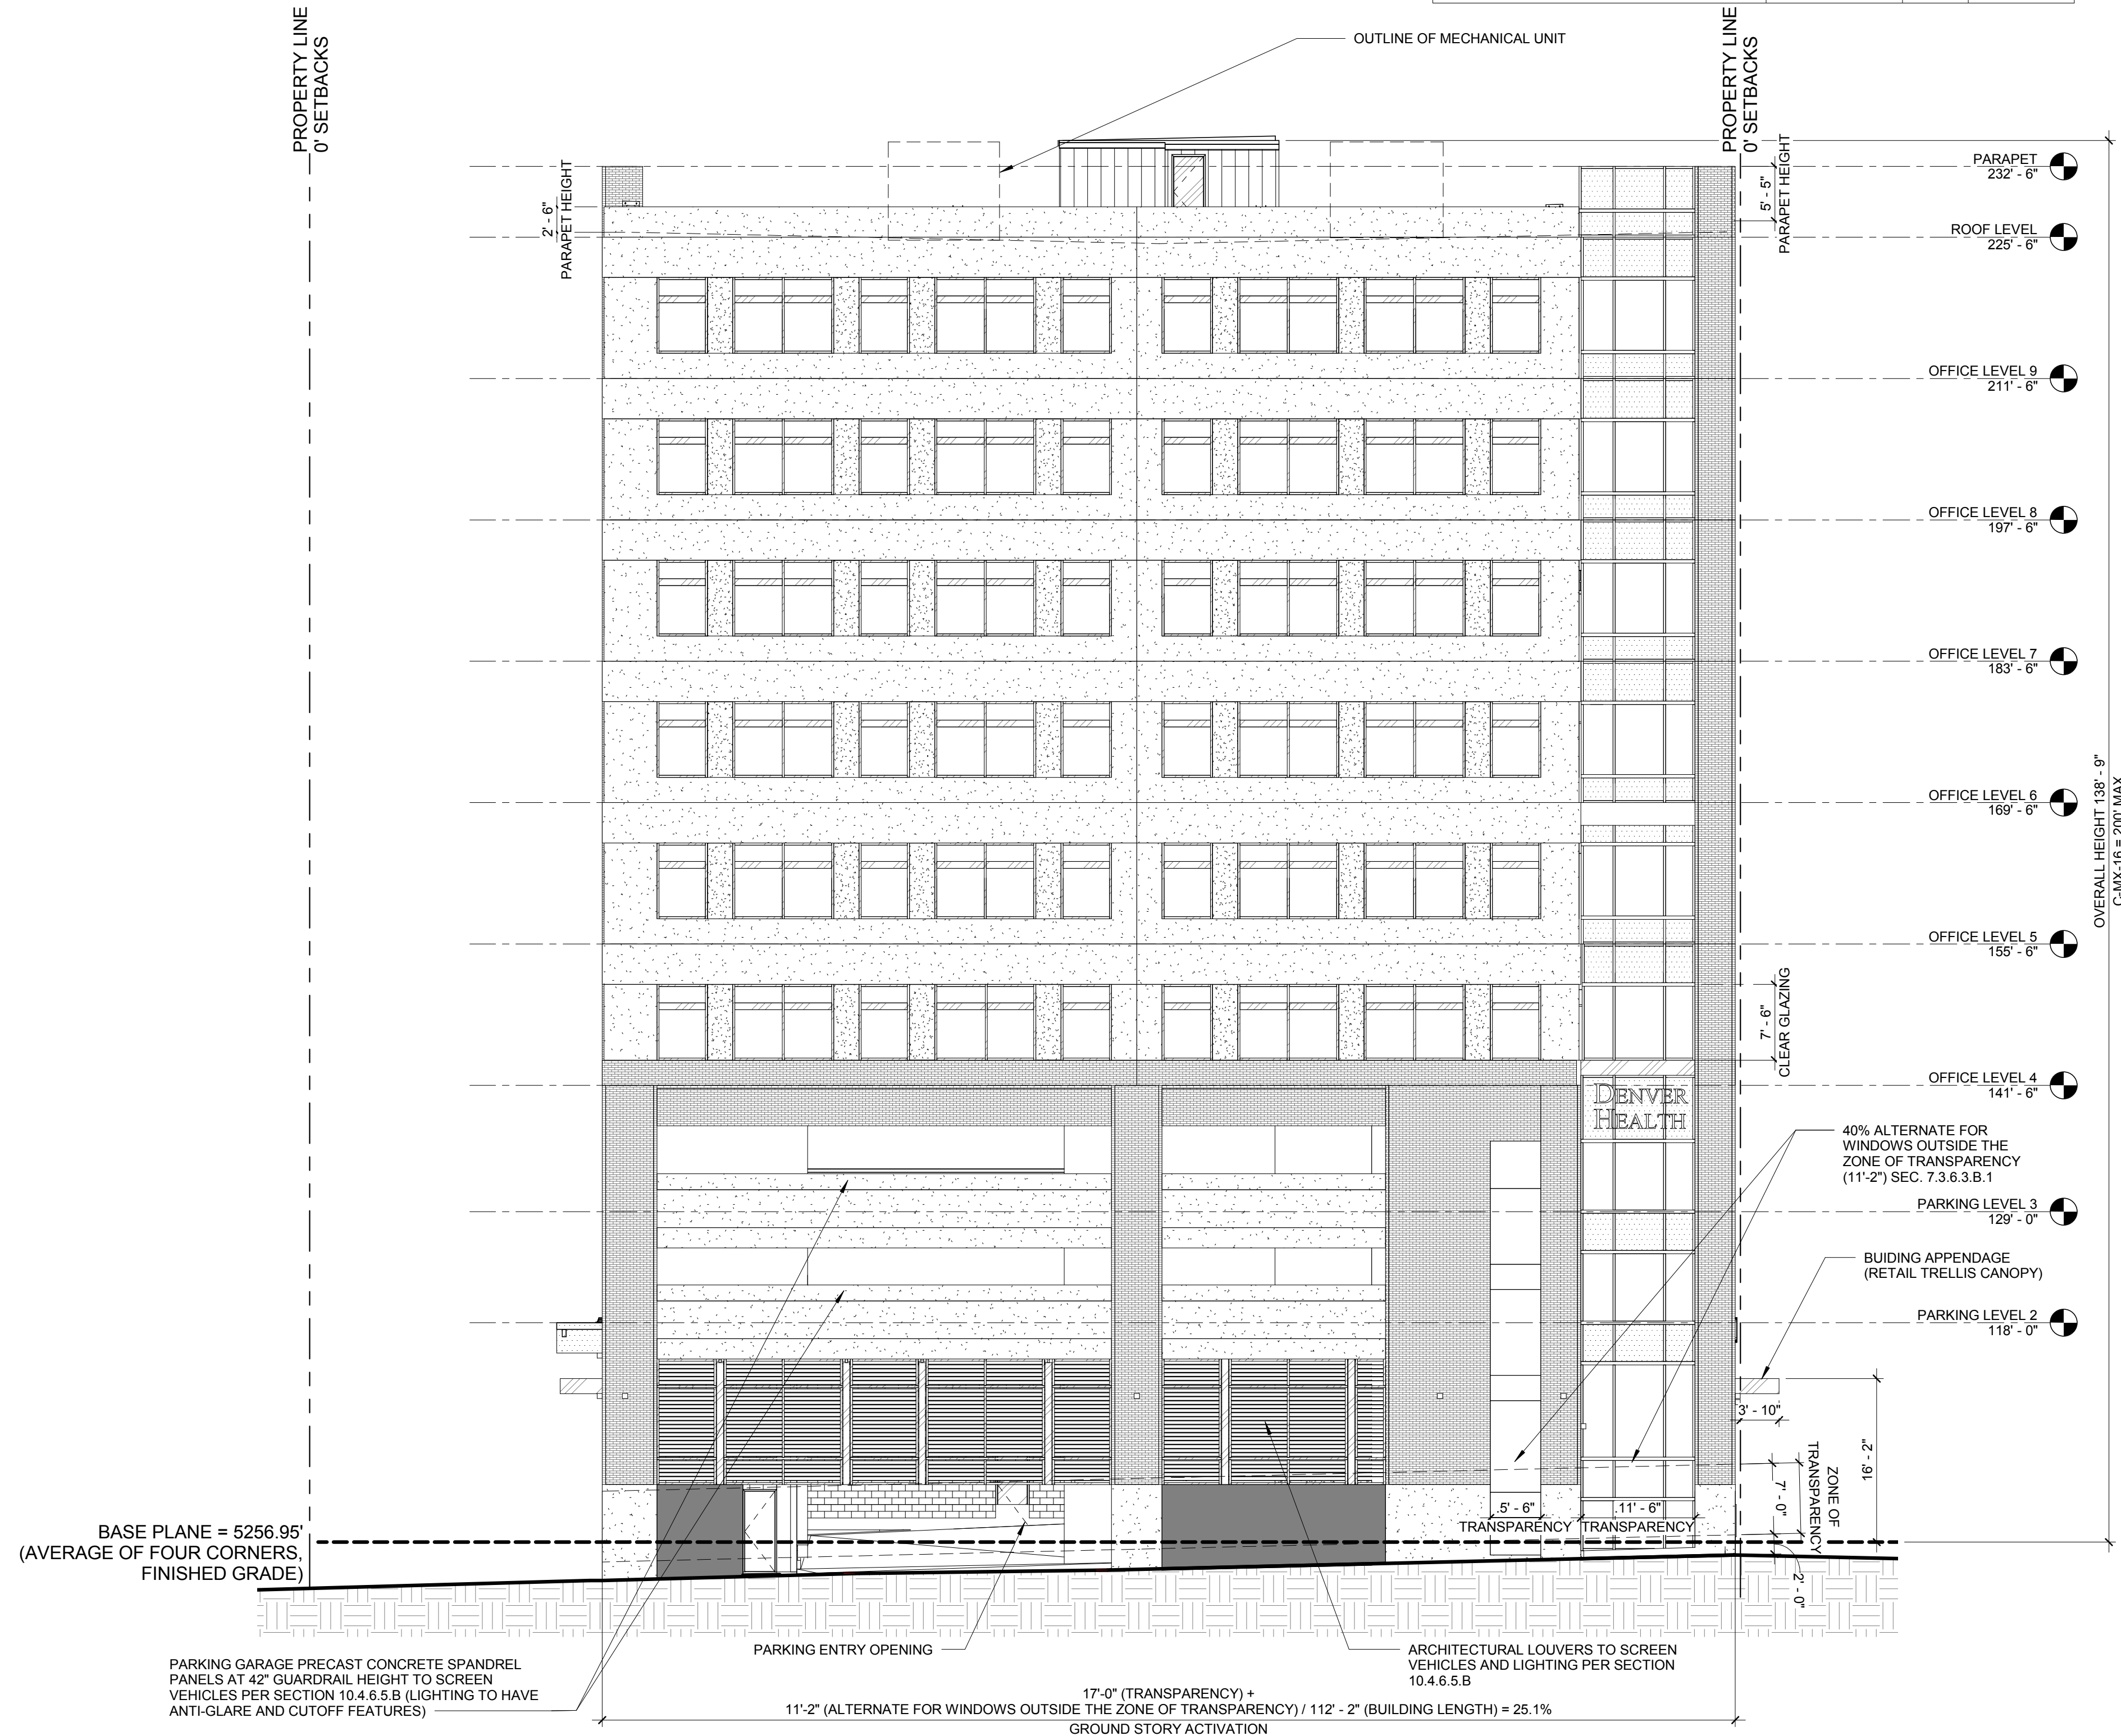 PROPERTY LINE
0' SETBACKS
OUTLINE OF MECHANICAL UNIT
PROPERTY LINE
0' SETBACKS
2' - 6"
PARAPET HEIGHT
5' - 5"
PARAPET HEIGHT
PARAPET
232' - 6"
ROOF LEVEL
225' - 6"
OFFICE LEVEL 9
211' - 6"
OFFICE LEVEL 8
197' - 6"
OFFICE LEVEL 7
183' - 6"
OFFICE LEVEL 6
169' - 6"
OVERALL HEIGHT 138' - 9"
C-MX-16 = 200' MAX
OFFICE LEVEL 5
155' - 6"
7' - 6"
CLEAR GLAZING
OFFICE LEVEL 4
141' - 6"
DENVER
HEALTH
40% ALTERNATE FOR
WINDOWS OUTSIDE THE
ZONE OF TRANSPARENCY
(11'-2") SEC. 7.3.6.3.B.1
PARKING LEVEL 3
129' - 0"
BUIDING APPENDAGE
(RETAIL TRELLIS CANOPY)
PARKING LEVEL 2
118' - 0"
3' - 10"
16' - 2"
ZONE OF
TRANSPARENCY
7' - 0"
2' - 0"
5' - 6"
TRANSPARENCY
11' - 6"
TRANSPARENCY
BASE PLANE = 5256.95'
(AVERAGE OF FOUR CORNERS,
FINISHED GRADE)
PARKING ENTRY OPENING
ARCHITECTURAL LOUVERS TO SCREEN
VEHICLES AND LIGHTING PER SECTION
10.4.6.5.B
PARKING GARAGE PRECAST CONCRETE SPANDREL
PANELS AT 42" GUARDRAIL HEIGHT TO SCREEN
VEHICLES PER SECTION 10.4.6.5.B (LIGHTING TO HAVE
ANTI-GLARE AND CUTOFF FEATURES)
17'-0" (TRANSPARENCY) +
11'-2" (ALTERNATE FOR WINDOWS OUTSIDE THE ZONE OF TRANSPARENCY) / 112' - 2" (BUILDING LENGTH) = 25.1%
GROUND STORY ACTIVATION